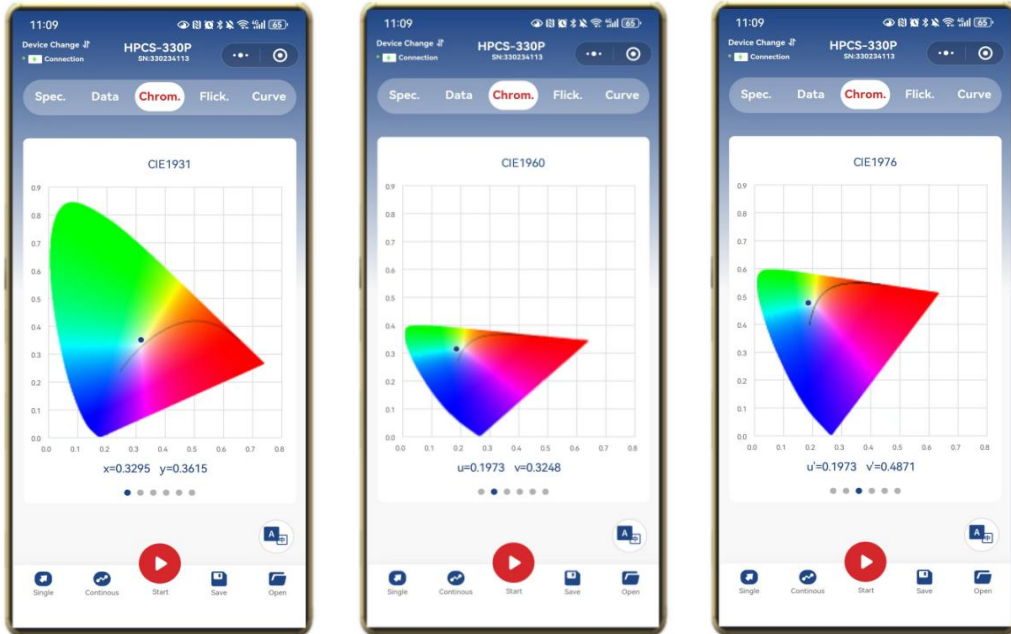 11:09
65
Device Change
Connection
HPCS-330P
SN:330234113
Spec. Data Chrom. Flick. Curve
CIE1931
0.9
0.8
0.7
0.6
0.5
0.4
0.3
0.2
0.1
0.0
0.0 0.1 0.2 0.3 0.4 0.5 0.6 0.7 0.8
x=0.3295 y=0.3615
A 中
Single Continous Start Save Open
11:09
65
Device Change
Connection
HPCS-330P
SN:330234113
Spec. Data Chrom. Flick. Curve
CIE1960
0.9
0.8
0.7
0.6
0.5
0.4
0.3
0.2
0.1
0.0
0.0 0.1 0.2 0.3 0.4 0.5 0.6 0.7 0.8
u=0.1973 v=0.3248
A 中
Single Continous Start Save Open
11:09
65
Device Change
Connection
HPCS-330P
SN:330234113
Spec. Data Chrom. Flick. Curve
CIE1976
0.9
0.8
0.7
0.6
0.5
0.4
0.3
0.2
0.1
0.0
0.0 0.1 0.2 0.3 0.4 0.5 0.6 0.7 0.8
u'=0.1973 v'=0.4871
A 中
Single Continous Start Save Open